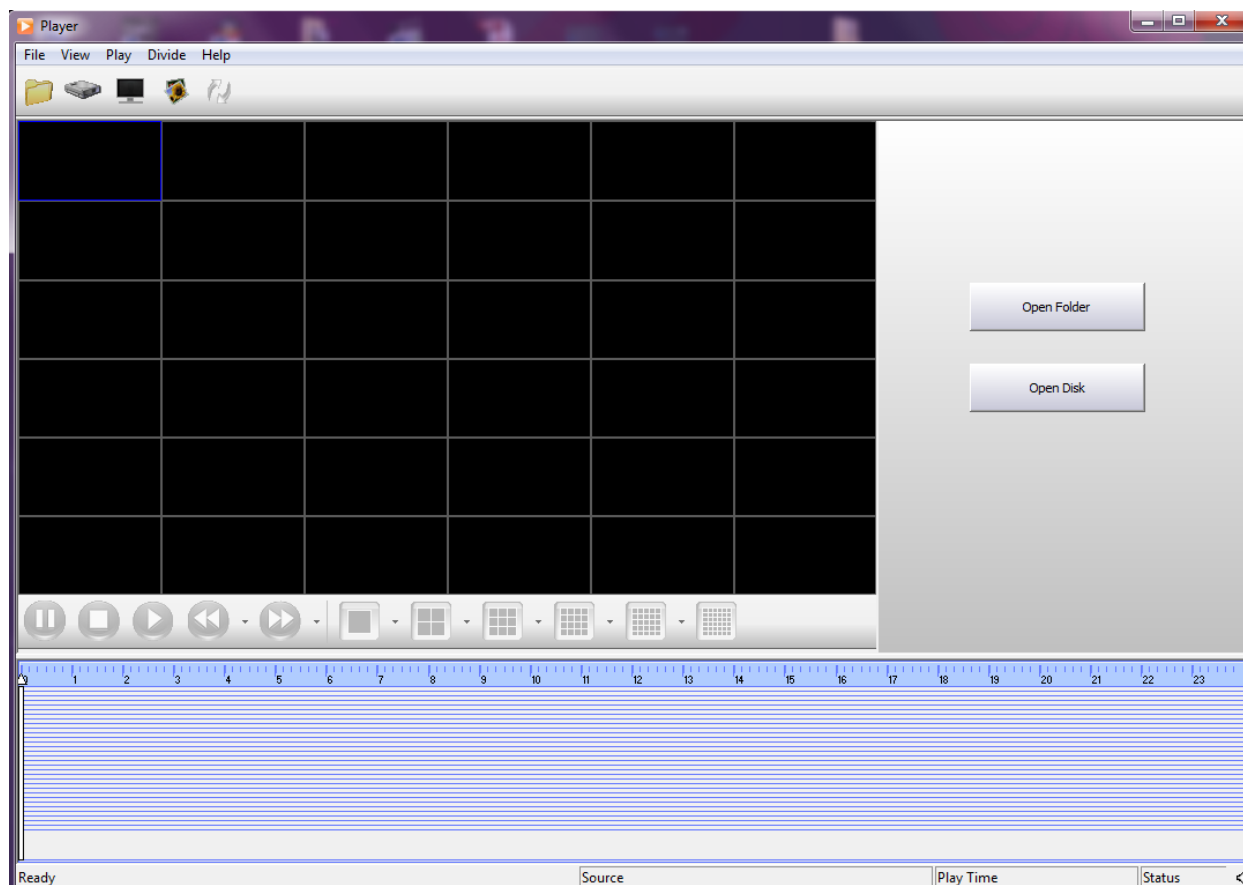 Player
File View Play Divide Help
Open Folder
Open Disk
0 1 2 3 4 5 6 7 8 9 10 11 12 13 14 15 16 17 18 19 20 21 22 23
Ready Source Play Time Status